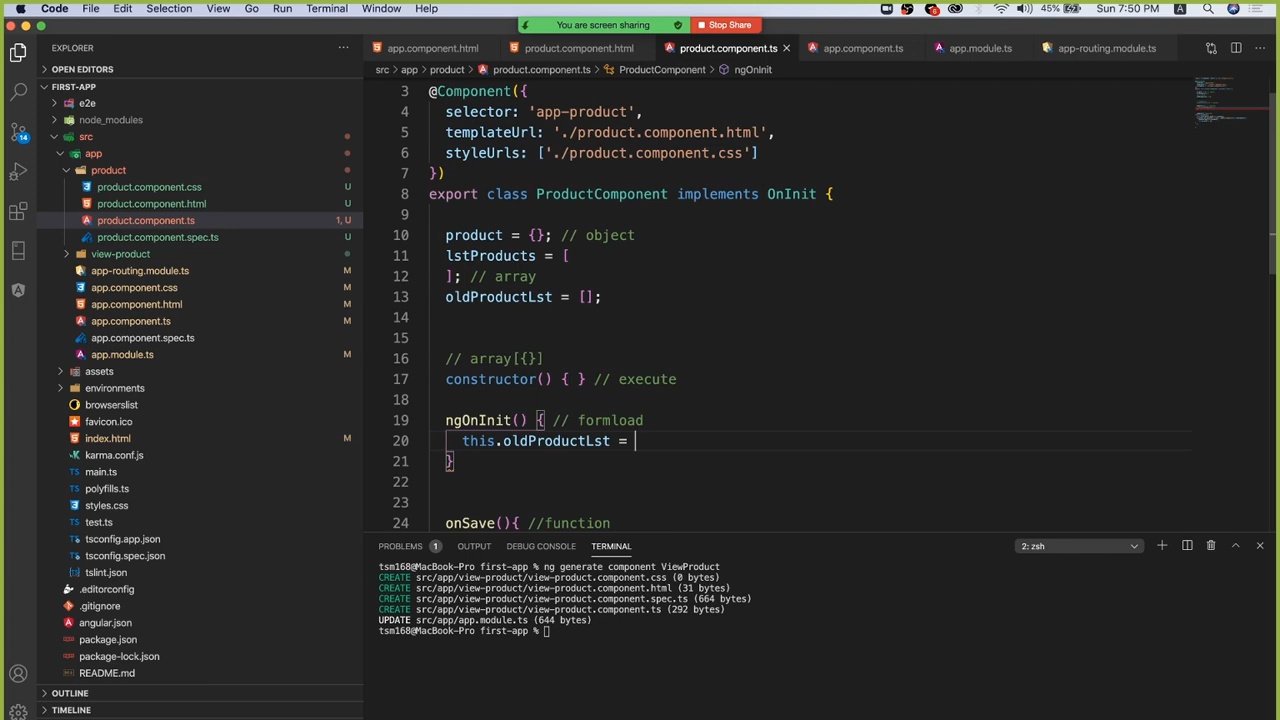 Code File Edit Selection View Go Run Terminal Window Help
6 45% Sun 7:50 PM A
You are screen sharing Stop Share
EXPLORER
app.component.html product.component.html product.component.ts app.component.ts app.module.ts app-routing.module.ts
OPEN EDITORS
src app product product.component.ts ProductComponent ngOnInit
FIRST-APP
e2e
node_modules
src
14
app
product
product.component.css U
product.component.html U
product.component.ts 1, U
product.component.spec.ts U
view-product
app-routing.module.ts M
app.component.css M
app.component.html M
app.component.ts M
app.component.spec.ts
app.module.ts M
assets
environments
browserslist
favicon.ico
index.html M
karma.conf.js
main.ts
polyfills.ts
styles.css
test.ts
tsconfig.app.json
tsconfig.spec.json
tslint.json
.editorconfig
.gitignore
angular.json
package.json
package-lock.json
README.md
OUTLINE
TIMELINE
3 @Component({
4 selector: 'app-product',
5 templateUrl: './product.component.html',
6 styleUrls: ['./product.component.css']
7 })
8 export class ProductComponent implements OnInit {
9
10 product = {}; // object
11 lstProducts = [
12 ]; // array
13 oldProductLst = [];
14
15
16 // array[{}]
17 constructor() { } // execute
18
19 ngOnInit() { // formload
20 this.oldProductLst =
21 }
22
23
24 onSave(){ //function
PROBLEMS 1 OUTPUT DEBUG CONSOLE TERMINAL 2: zsh
tsm168@MacBook-Pro first-app % ng generate component ViewProduct
CREATE src/app/view-product/view-product.component.css (0 bytes)
CREATE src/app/view-product/view-product.component.html (31 bytes)
CREATE src/app/view-product/view-product.component.spec.ts (664 bytes)
CREATE src/app/view-product/view-product.component.ts (292 bytes)
UPDATE src/app/app.module.ts (644 bytes)
tsm168@MacBook-Pro first-app %